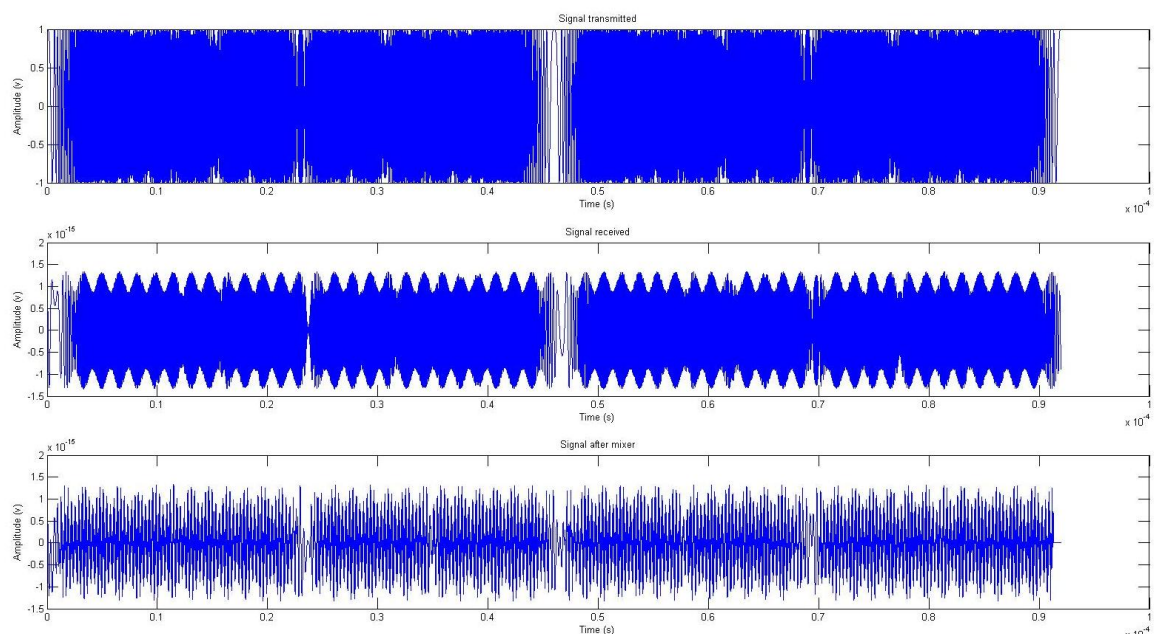 Signal transmitted
1
0.5
0
-0.5
-1
Amplitude (v)
0 0.1 0.2 0.3 0.4 0.5 0.6 0.7 0.8 0.9 1
Time (s)
x 10⁻⁴
Signal received
x 10⁻¹⁵
2
1.5
1
0.5
0
-0.5
-1
-1.5
Amplitude (v)
0 0.1 0.2 0.3 0.4 0.5 0.6 0.7 0.8 0.9 1
Time (s)
x 10⁻⁴
Signal after mixer
x 10⁻¹⁵
2
1.5
1
0.5
0
-0.5
-1
-1.5
Amplitude (v)
0 0.1 0.2 0.3 0.4 0.5 0.6 0.7 0.8 0.9 1
Time (s)
x 10⁻⁴